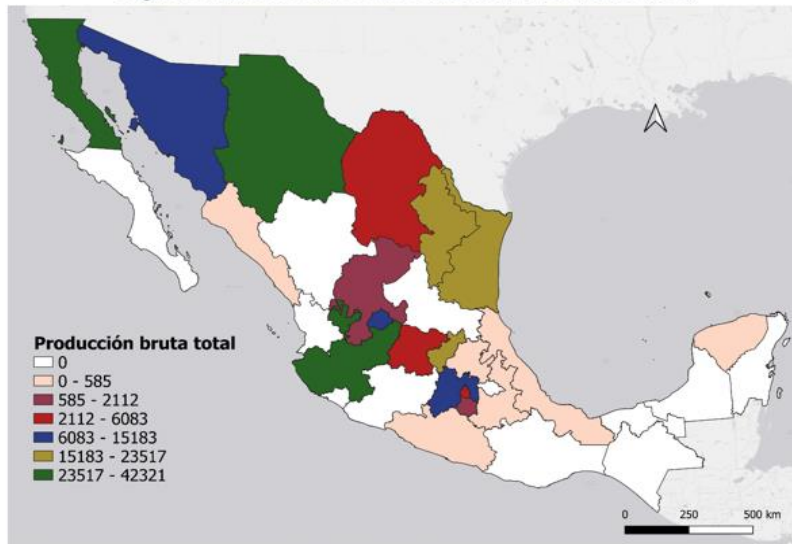 Producción bruta total
0
0 - 585
585 - 2112
2112 - 6083
6083 - 15183
15183 - 23517
23517 - 42321
0 250 500 km